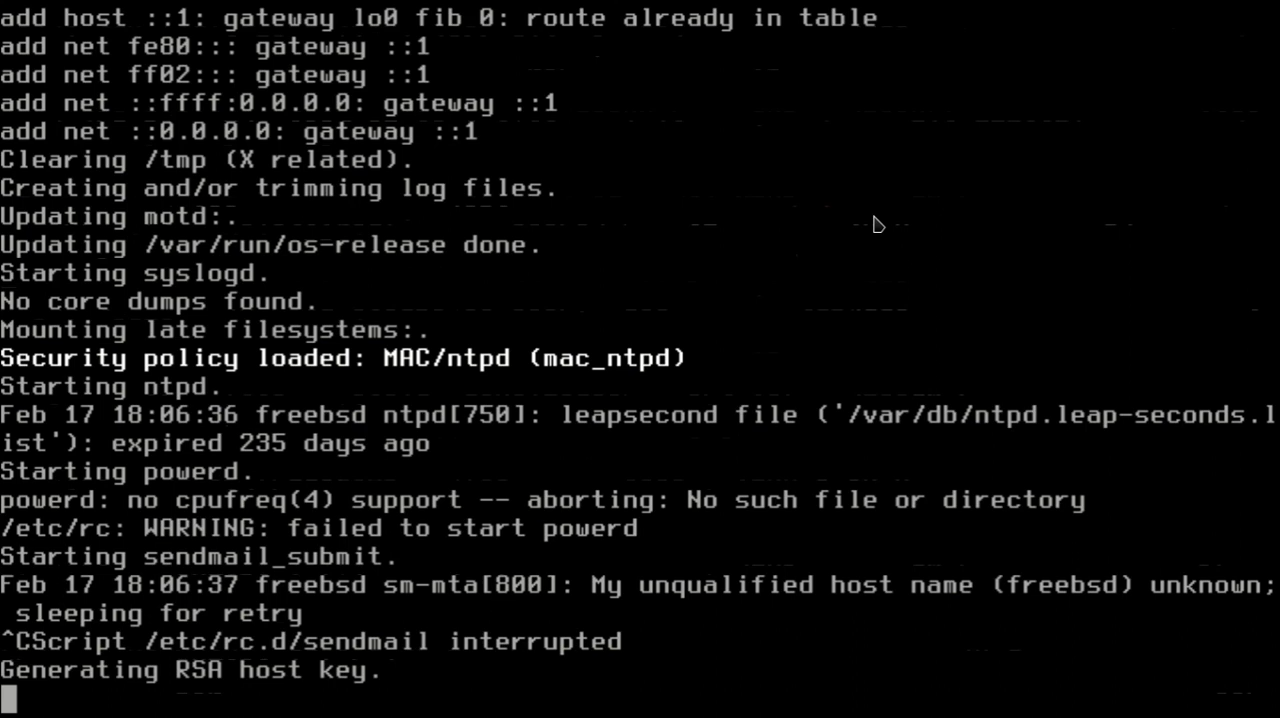 add host ::1: gateway lo0 fib 0: route already in table
add net fe80::: gateway ::1
add net ff02::: gateway ::1
add net ::ffff:0.0.0.0: gateway ::1
add net ::0.0.0.0: gateway ::1
Clearing /tmp (X related).
Creating and/or trimming log files.
Updating motd:.
Updating /var/run/os-release done.
Starting syslogd.
No core dumps found.
Mounting late filesystems:.
Security policy loaded: MAC/ntpd (mac_ntpd)
Starting ntpd.
Feb 17 18:06:36 freebsd ntpd[750]: leapsecond file ('/var/db/ntpd.leap-seconds.l
ist'): expired 235 days ago
Starting powerd.
powerd: no cpufreq(4) support -- aborting: No such file or directory
/etc/rc: WARNING: failed to start powerd
Starting sendmail_submit.
Feb 17 18:06:37 freebsd sm-mta[800]: My unqualified host name (freebsd) unknown;
 sleeping for retry
^CScript /etc/rc.d/sendmail interrupted
Generating RSA host key.